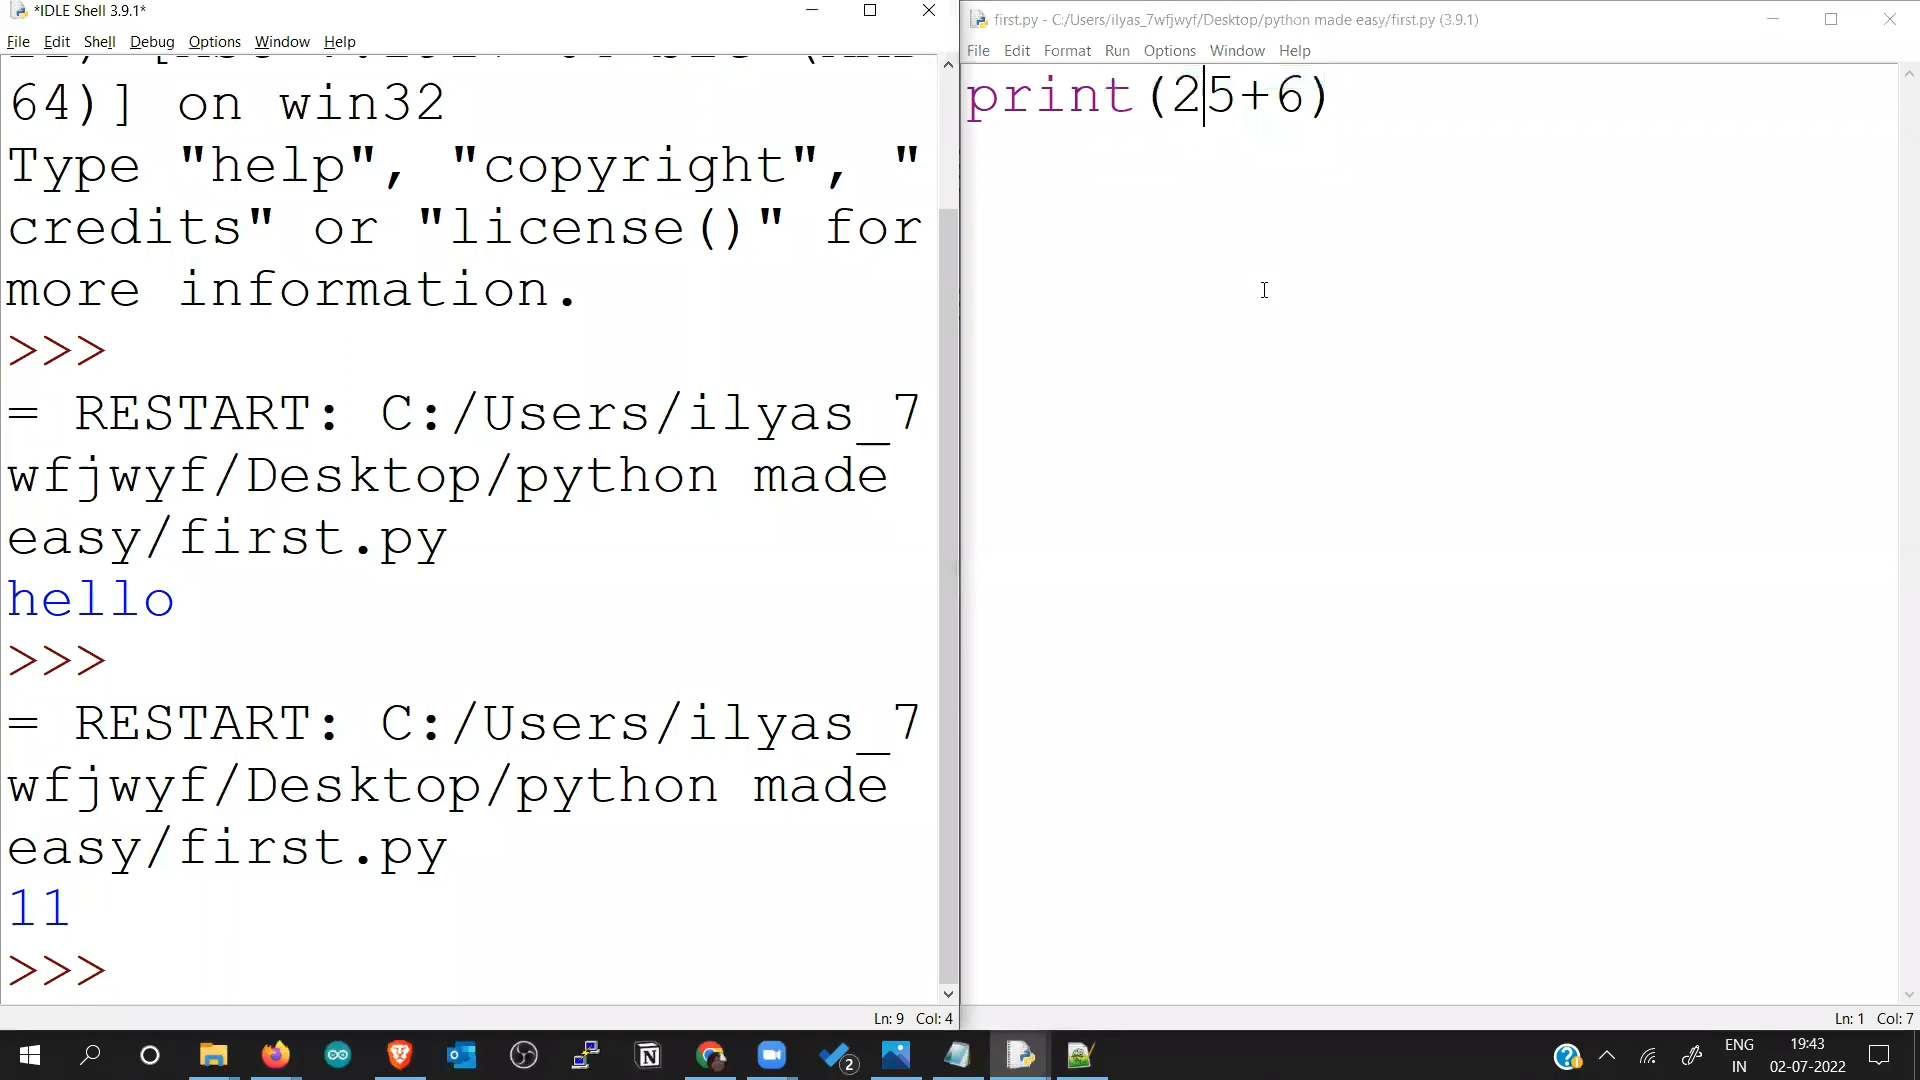 *IDLE Shell 3.9.1*
File Edit Shell Debug Options Window Help
64)] on win32
Type "help", "copyright", "
credits" or "license()" for
more information.
>>>
= RESTART: C:/Users/ilyas_7
wfjwyf/Desktop/python made
easy/first.py
hello
>>>
= RESTART: C:/Users/ilyas_7
wfjwyf/Desktop/python made
easy/first.py
11
>>>
Ln: 9 Col: 4
first.py - C:/Users/ilyas_7wfjwyf/Desktop/python made easy/first.py (3.9.1)
File Edit Format Run Options Window Help
print(25+6)
Ln: 1 Col: 7
2
ENG
IN
19:43
02-07-2022